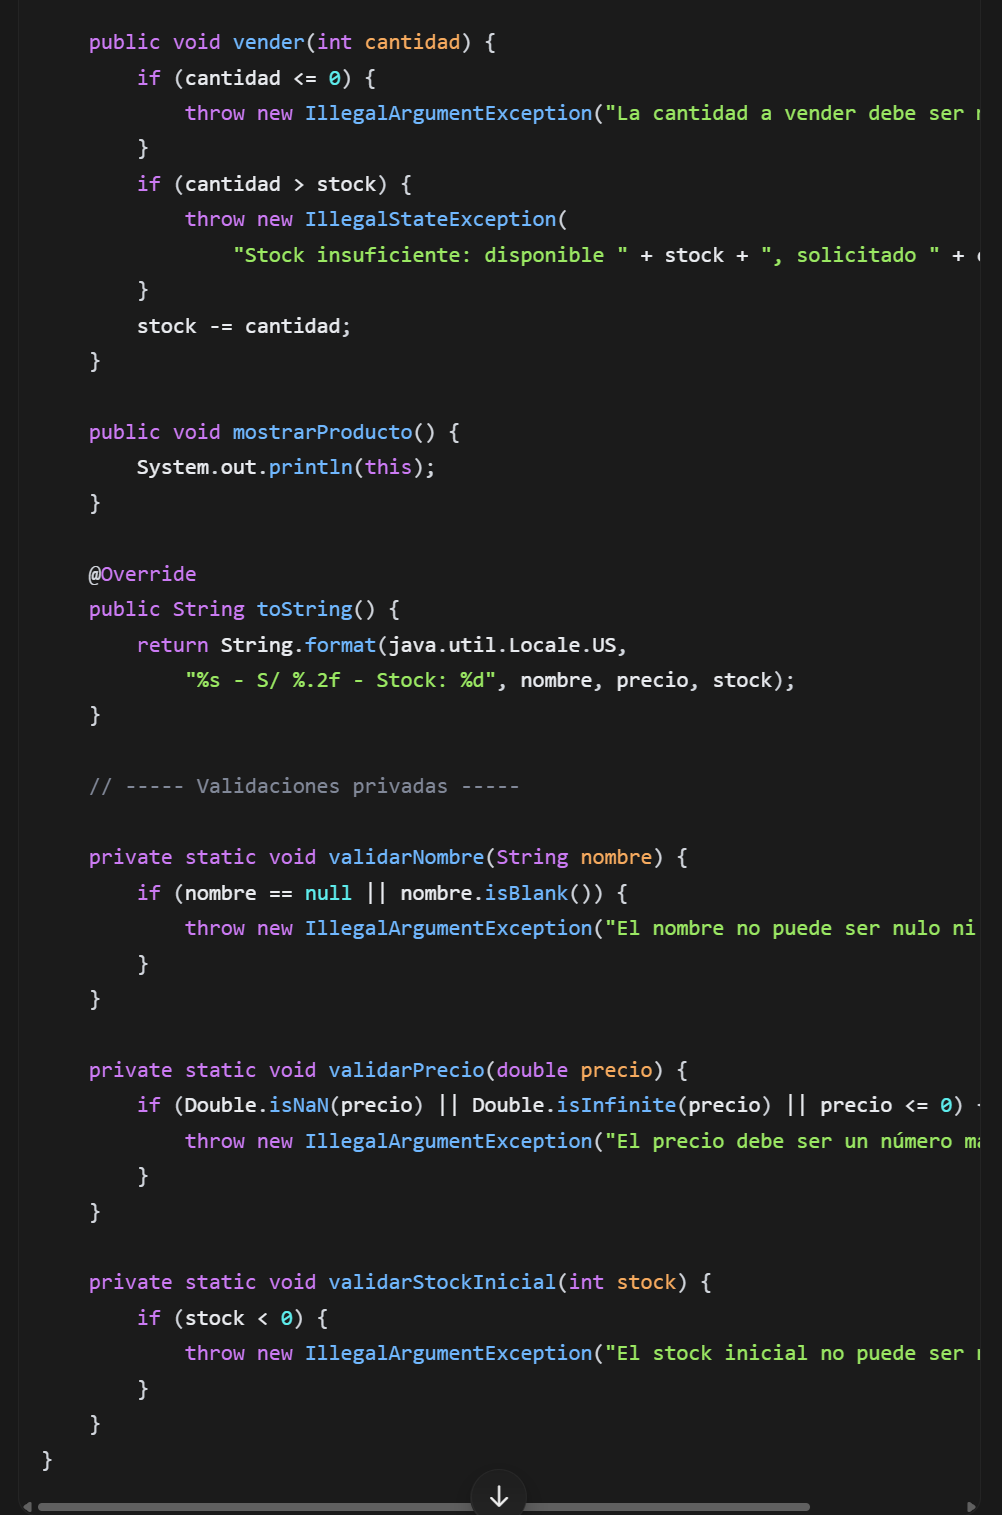 public void vender(int cantidad) {
if (cantidad <= 0) {
throw new IllegalArgumentException("La cantidad a vender debe ser
}
if (cantidad > stock) {
throw new IllegalStateException(
"Stock insuficiente: disponible " + stock + ", solicitado " +
}
stock -= cantidad;
}
public void mostrarProducto() {
System.out.println(this);
}
@Override
public String toString() {
return String.format(java.util.Locale.US,
"%s - S/ %.2f - Stock: %d", nombre, precio, stock);
}
// ----- Validaciones privadas -----
private static void validarNombre(String nombre) {
if (nombre == null || nombre.isBlank()) {
throw new IllegalArgumentException("El nombre no puede ser nulo ni
}
}
private static void validarPrecio(double precio) {
if (Double.isNaN(precio) || Double.isInfinite(precio) || precio <= 0)
throw new IllegalArgumentException("El precio debe ser un número
}
}
private static void validarStockInicial(int stock) {
if (stock < 0) {
throw new IllegalArgumentException("El stock inicial no puede ser
}
}
}